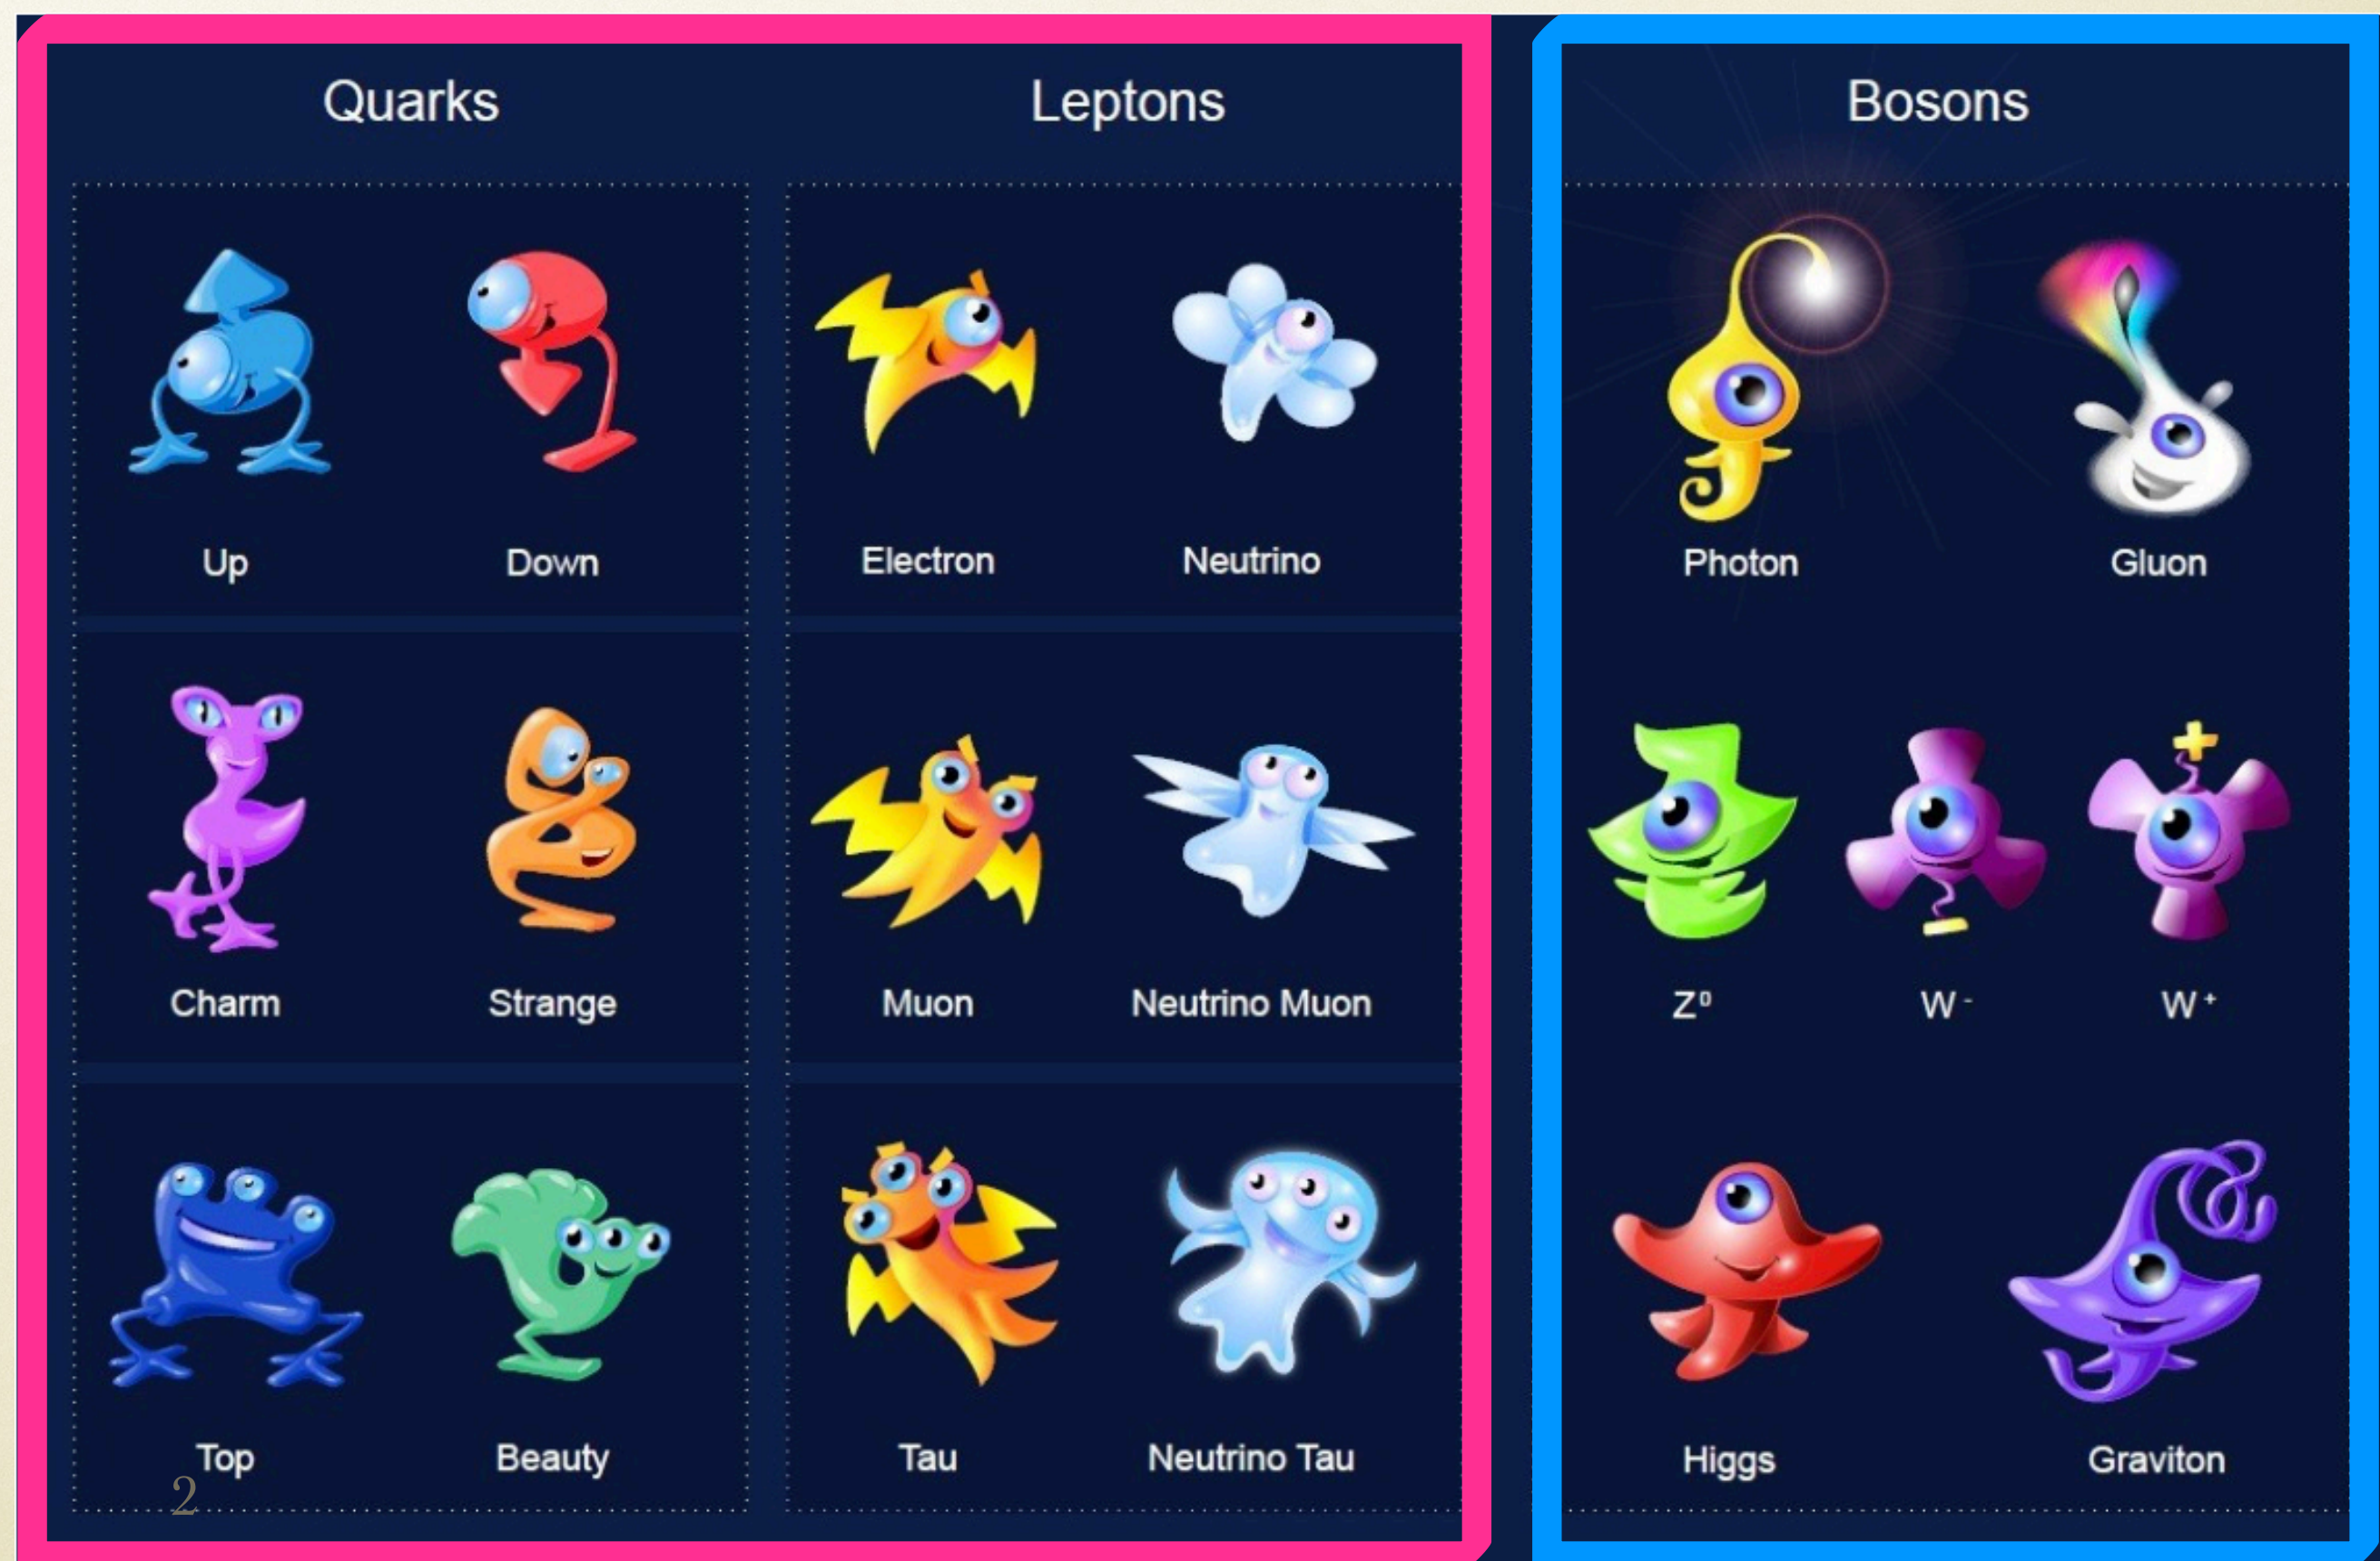 Quarks
Leptons
Bosons
Up
Down
Electron
Neutrino
Photon
Gluon
Charm
Strange
Muon
Neutrino Muon
Z⁰
W⁻
W⁺
Top
Beauty
Tau
Neutrino Tau
Higgs
Graviton
2